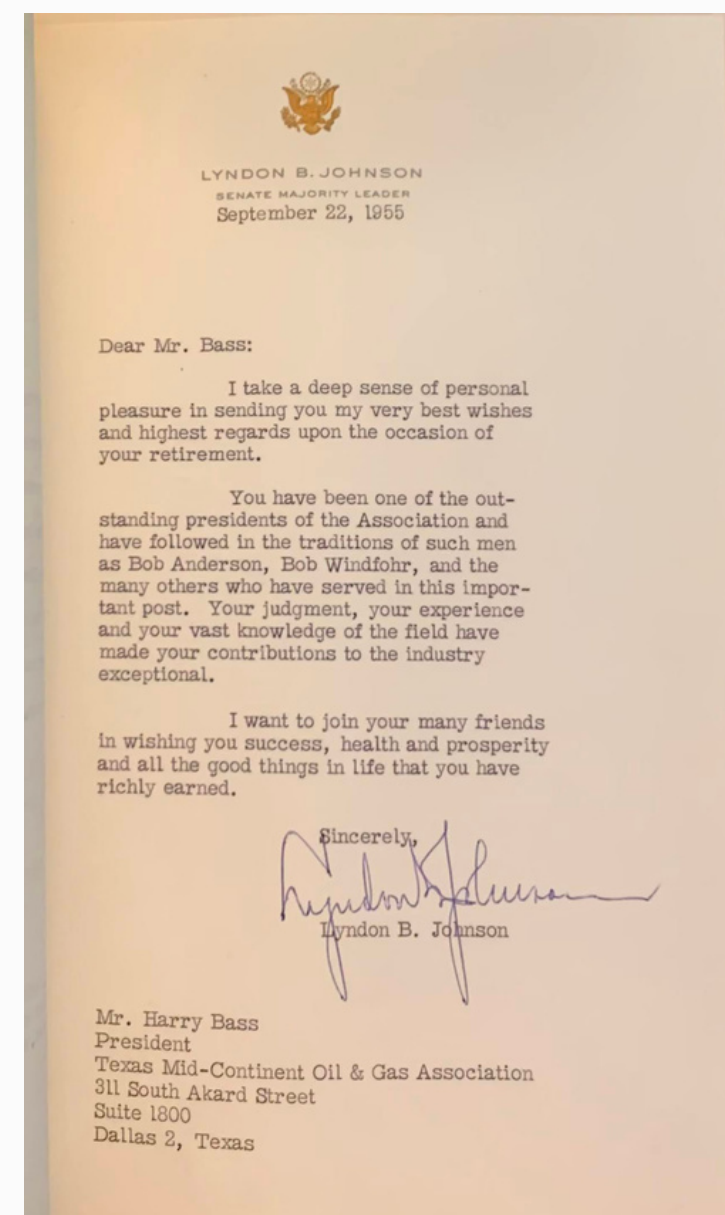 LYNDON B. JOHNSON
SENATE MAJORITY LEADER
September 22, 1955
Dear Mr. Bass:
I take a deep sense of personal
pleasure in sending you my very best wishes
and highest regards upon the occasion of
your retirement.
You have been one of the out-
standing presidents of the Association and
have followed in the traditions of such men
as Bob Anderson, Bob Windfohr, and the
many others who have served in this impor-
tant post. Your judgment, your experience
and your vast knowledge of the field have
made your contributions to the industry
exceptional.
I want to join your many friends
in wishing you success, health and prosperity
and all the good things in life that you have
richly earned.
Sincerely,
Lyndon B Johnson
Lyndon B. Johnson
Mr. Harry Bass
President
Texas Mid-Continent Oil & Gas Association
311 South Akard Street
Suite 1800
Dallas 2, Texas